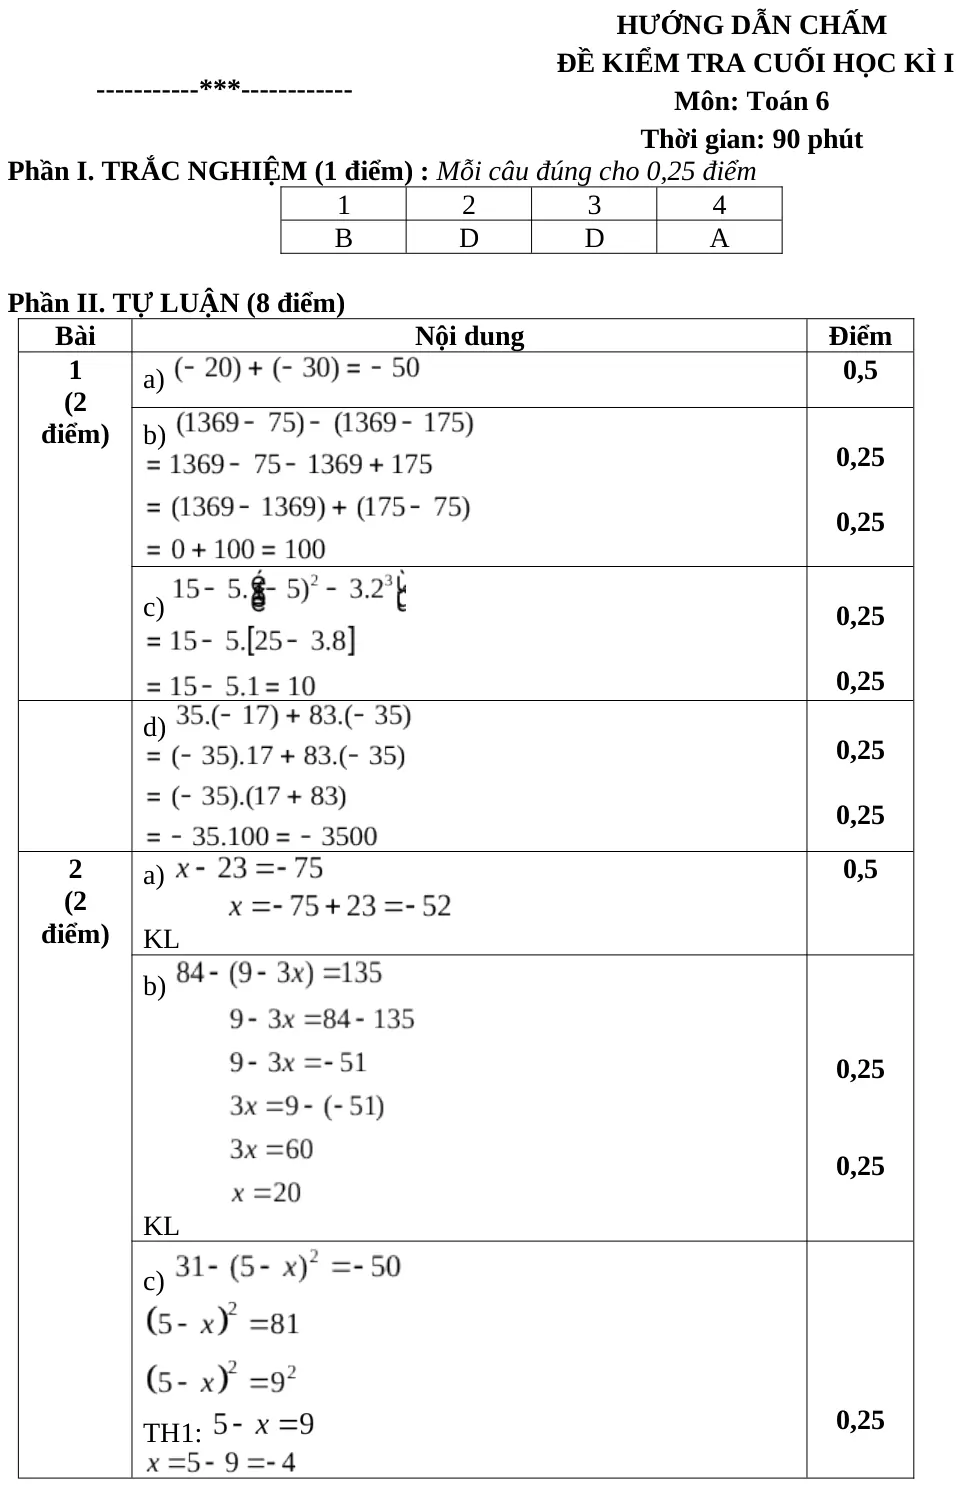 HƯỚNG DẪN CHẤM
ĐỀ KIỂM TRA CUỐI HỌC KÌ I
-----------***------------
Môn: Toán 6
Thời gian: 90 phút
Phần I. TRẮC NGHIỆM (1 điểm) : Mỗi câu đúng cho 0,25 điểm
1 2 3 4
B D D A
Phần II. TỰ LUẬN (8 điểm)
Bài Nội dung Điểm
1 (2 điểm)
a) (− 20) + (− 30) = − 50
0,5
b) (1369 − 75) − (1369 − 175)
= 1369 − 75 − 1369 + 175
0,25
= (1369 − 1369) + (175 − 75)
0,25
= 0 + 100 = 100
c) 15 − 5. − 5)² − 3.2³
= 15 − 5.[25 − 3.8]
0,25
= 15 − 5.1 = 10
0,25
d) 35.(− 17) + 83.(− 35)
= (− 35).17 + 83.(− 35)
0,25
= (− 35).(17 + 83)
0,25
= − 35.100 = − 3500
2 (2 điểm)
a) x − 23 = − 75
0,5
x = − 75 + 23 = − 52
KL
b) 84 − (9 − 3x) = 135
9 − 3x = 84 − 135
9 − 3x = − 51
0,25
3x = 9 − (− 51)
3x = 60
0,25
x = 20
KL
c) 31 − (5 − x)² = − 50
(5 − x)² = 81
(5 − x)² = 9²
TH1: 5 − x = 9
0,25
x = 5 − 9 = − 4